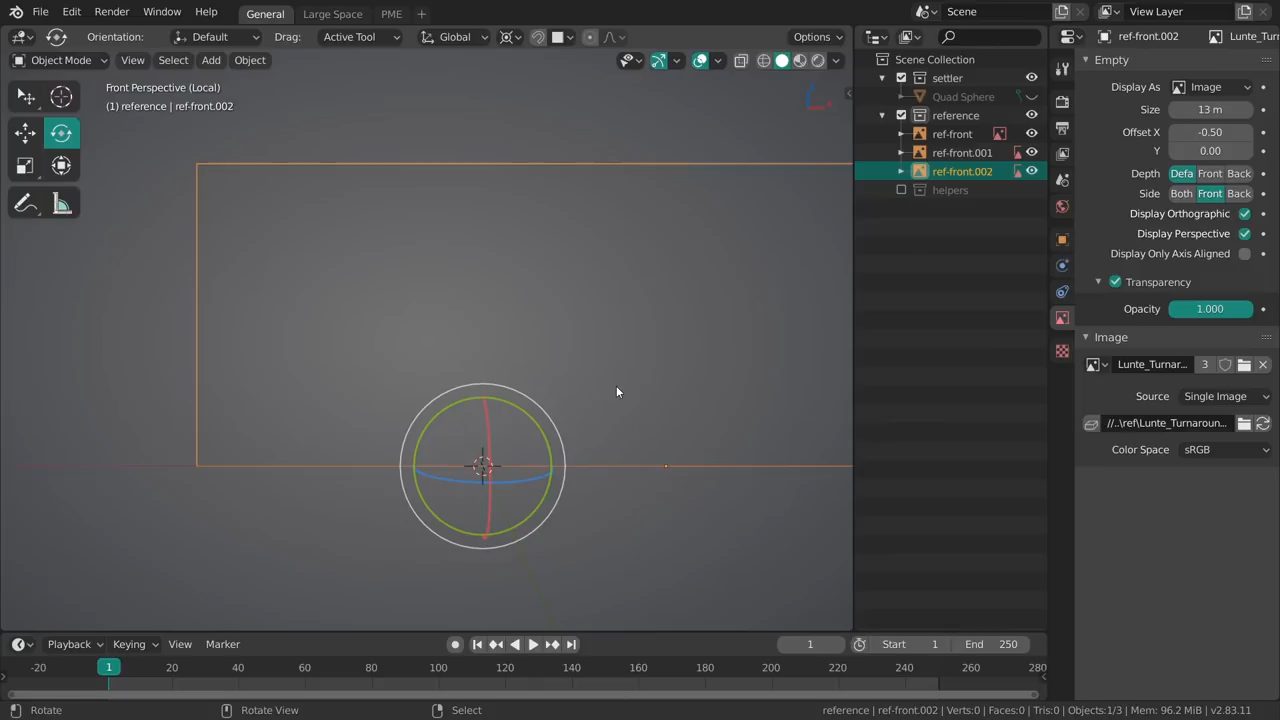 File Edit Render Window Help General Large Space PME + Scene View Layer
Orientation: Default Drag: Active Tool Global Options ref-front.002 Lunte_Turn
Object Mode View Select Add Object
Front Perspective (Local)
(1) reference | ref-front.002
Scene Collection
settler
Quad Sphere
reference
ref-front
ref-front.001
ref-front.002
helpers
Empty
Display As Image
Size 13 m
Offset X -0.50
Y 0.00
Depth Defa Front Back
Side Both Front Back
Display Orthographic
Display Perspective
Display Only Axis Aligned
Transparency
Opacity 1.000
Image
Lunte_Turnar... 3
Source Single Image
//..\ref\Lunte_Turnaroun...
Color Space sRGB
Playback Keying View Marker 1 Start 1 End 250
-20 1 20 40 60 80 100 120 140 160 180 200 220 240 260 280
Rotate Rotate View Select reference | ref-front.002 | Verts:0 | Faces:0 | Tris:0 | Objects:1/3 | Mem: 96.2 MiB | v2.83.11